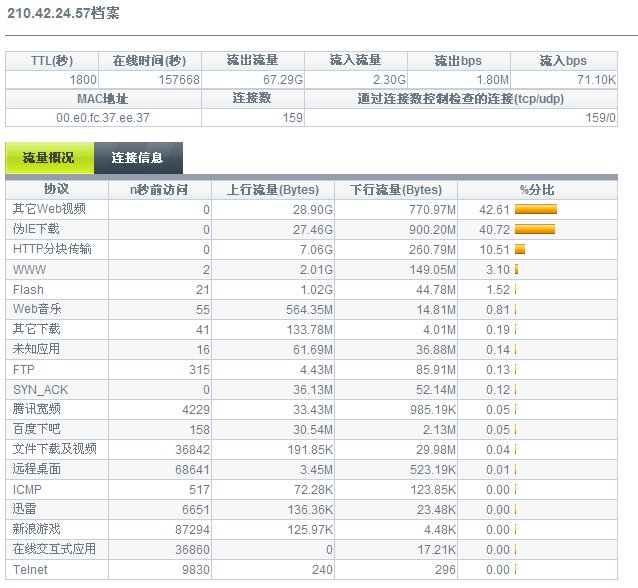 210.42.24.57档案
TTL(秒) 在线时间(秒) 流出流量 流入流量 流出bps 流入bps
1800 157668 67.29G 2.30G 1.80M 71.10K
MAC地址 连接数 通过连接数控制检查的连接(tcp/udp)
00.e0.fc.37.ee.37 159 159/0
流量概况 连接信息
协议 n秒前访问 上行流量(Bytes) 下行流量(Bytes) %分比
其它Web视频 0 28.90G 770.97M 42.61
伪IE下载 0 27.46G 900.20M 40.72
HTTP分块传输 0 7.06G 260.79M 10.51
WWW 2 2.01G 149.05M 3.10
Flash 21 1.02G 44.78M 1.52
Web音乐 55 564.35M 14.81M 0.81
其它下载 41 133.78M 4.01M 0.19
未知应用 16 61.69M 36.88M 0.14
FTP 315 4.43M 85.91M 0.13
SYN_ACK 0 36.13M 52.14M 0.12
腾讯宽频 4229 33.43M 985.19K 0.05
百度下吧 158 30.54M 2.13M 0.05
文件下载及视频 36842 191.85K 29.98M 0.04
远程桌面 68641 3.45M 523.19K 0.01
ICMP 517 72.28K 123.85K 0.00
迅雷 6651 136.36K 23.48K 0.00
新浪游戏 87294 125.97K 4.48K 0.00
在线交互式应用 36860 0 17.21K 0.00
Telnet 9830 240 296 0.00